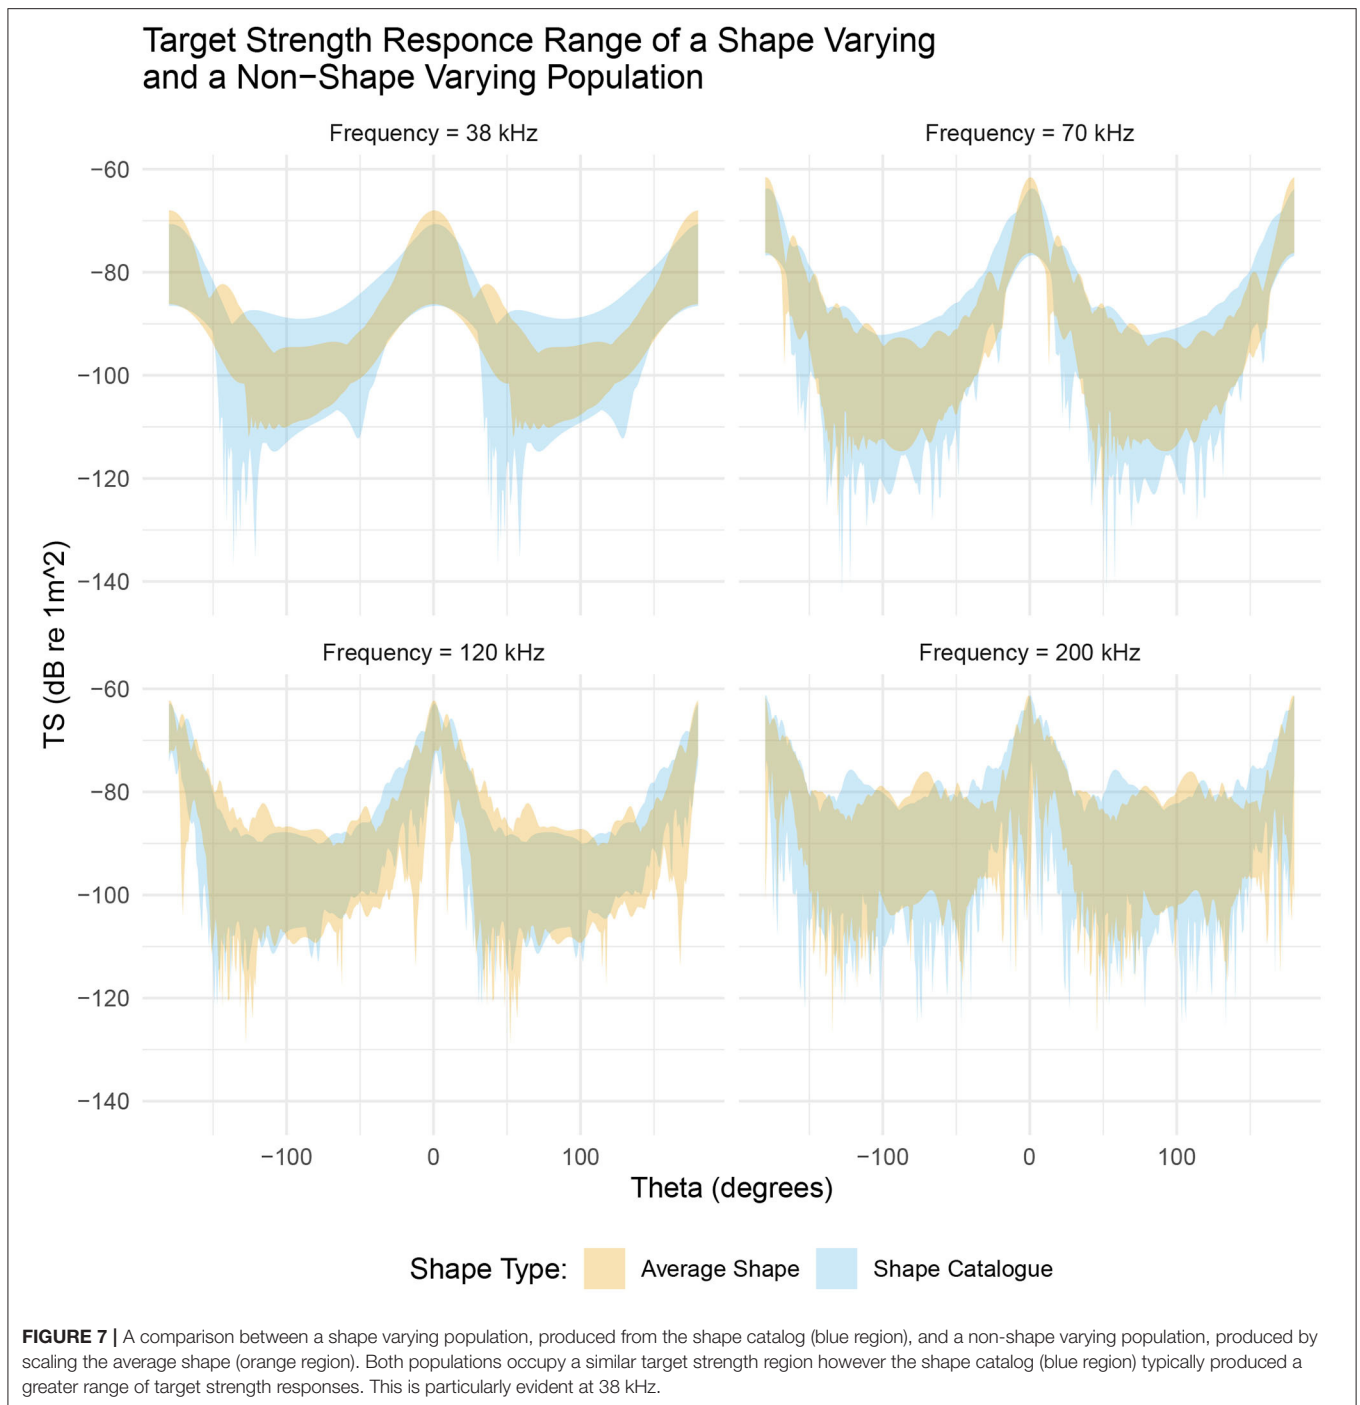 Target Strength Responce Range of a Shape Varying
and a Non−Shape Varying Population
Frequency = 38 kHz
Frequency = 70 kHz
−60
−80
−100
−120
−140
Frequency = 120 kHz
Frequency = 200 kHz
−60
−80
−100
−120
−140
TS (dB re 1m^2)
−100 0 100
−100 0 100
Theta (degrees)
Shape Type: Average Shape Shape Catalogue
FIGURE 7 | A comparison between a shape varying population, produced from the shape catalog (blue region), and a non-shape varying population, produced by
scaling the average shape (orange region). Both populations occupy a similar target strength region however the shape catalog (blue region) typically produced a
greater range of target strength responses. This is particularly evident at 38 kHz.